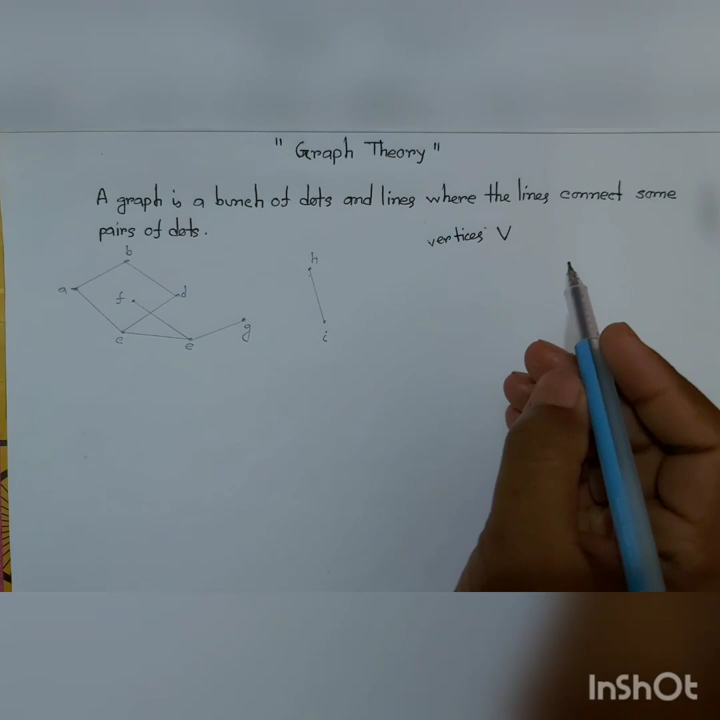 "Graph Theory"
A graph is a bunch of dots and lines where the lines connect some
pairs of dots.
vertices V
b
h
a
f
d
c
e
g
i
InShOt